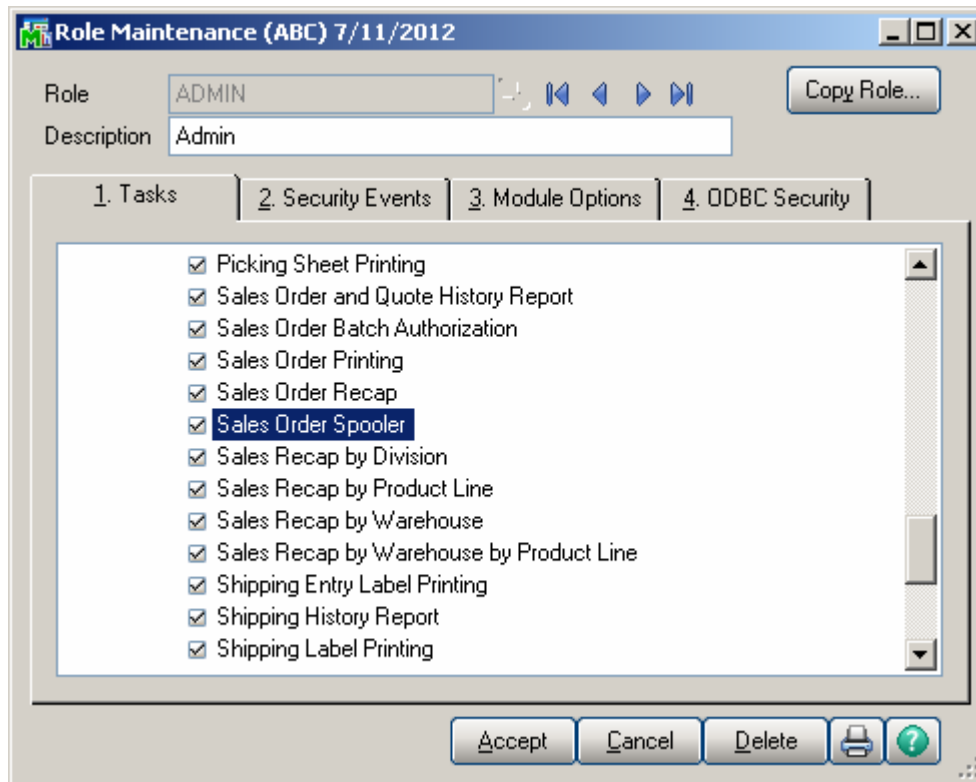 Role Maintenance (ABC) 7/11/2012
Role ADMIN Copy Role...
Description Admin
1. Tasks 2. Security Events 3. Module Options 4. ODBC Security
Picking Sheet Printing
Sales Order and Quote History Report
Sales Order Batch Authorization
Sales Order Printing
Sales Order Recap
Sales Order Spooler
Sales Recap by Division
Sales Recap by Product Line
Sales Recap by Warehouse
Sales Recap by Warehouse by Product Line
Shipping Entry Label Printing
Shipping History Report
Shipping Label Printing
Accept Cancel Delete ?